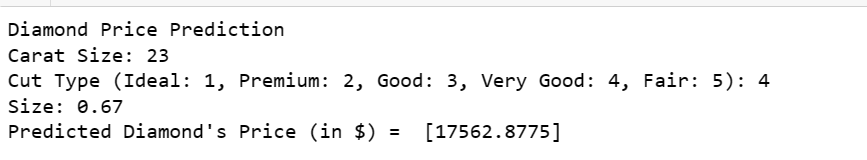 Diamond Price Prediction
Carat Size: 23
Cut Type (Ideal: 1, Premium: 2, Good: 3, Very Good: 4, Fair: 5): 4
Size: 0.67
Predicted Diamond's Price (in $) =  [17562.8775]